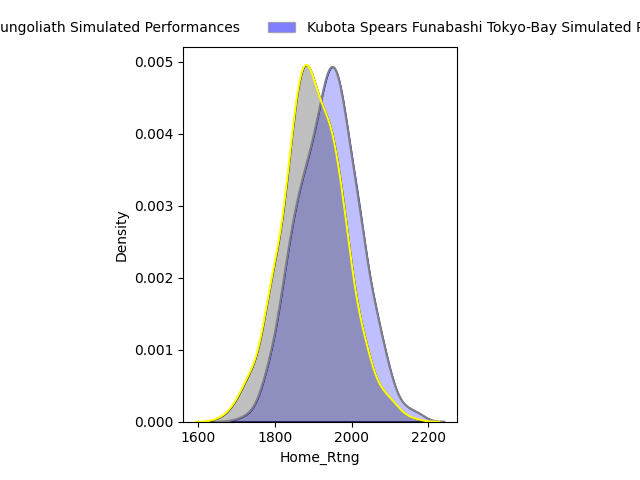 ungoliath Simulated Performances Kubota Spears Funabashi Tokyo-Bay Simulated
0.005
0.004
0.003
0.002
0.001
0.000
Density
1600 1800 2000 2200
Home_Rtng